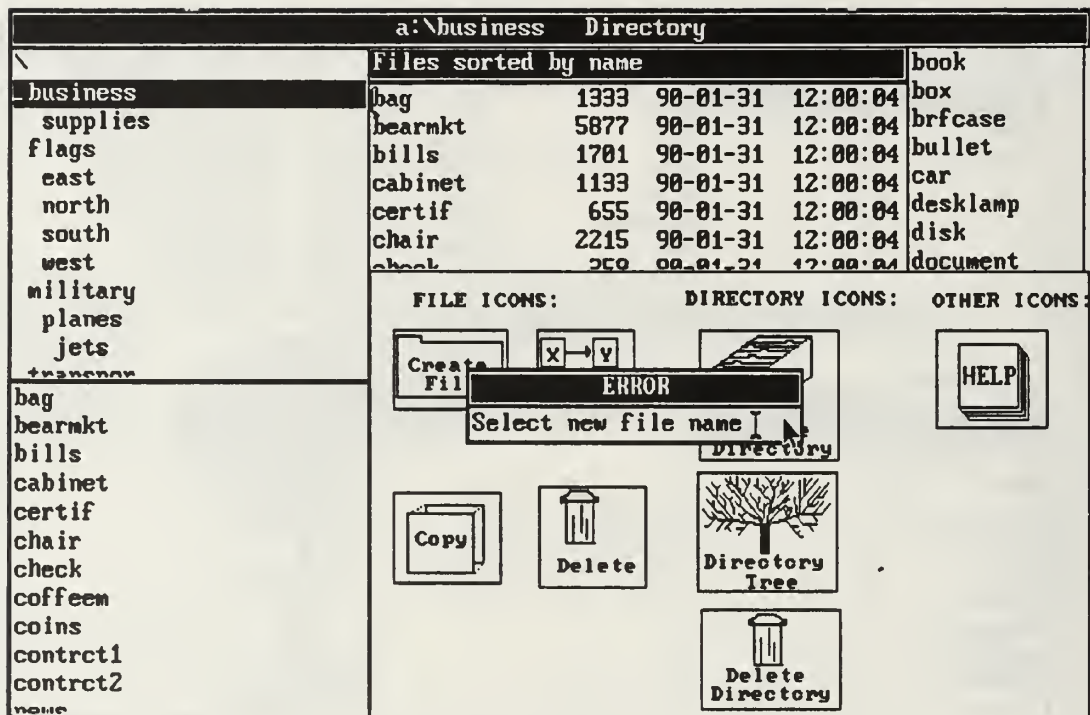 a:\business Directory
\
business
supplies
flags
east
north
south
west
military
planes
jets
Files sorted by name
bag 1333 90-01-31 12:00:04
bearmkt 5877 90-01-31 12:00:04
bills 1701 90-01-31 12:00:04
cabinet 1133 90-01-31 12:00:04
certif 655 90-01-31 12:00:04
chair 2215 90-01-31 12:00:04
book
box
brfcase
bullet
car
desklamp
disk
document
bag
bearmkt
bills
cabinet
certif
chair
check
coffeem
coins
contrct1
contrct2
FILE ICONS:
DIRECTORY ICONS:
OTHER ICONS:
Create
Fil
X Y
HELP
ERROR
Select new file name
Directory
Copy
Delete
Directory
Tree
Delete
Directory